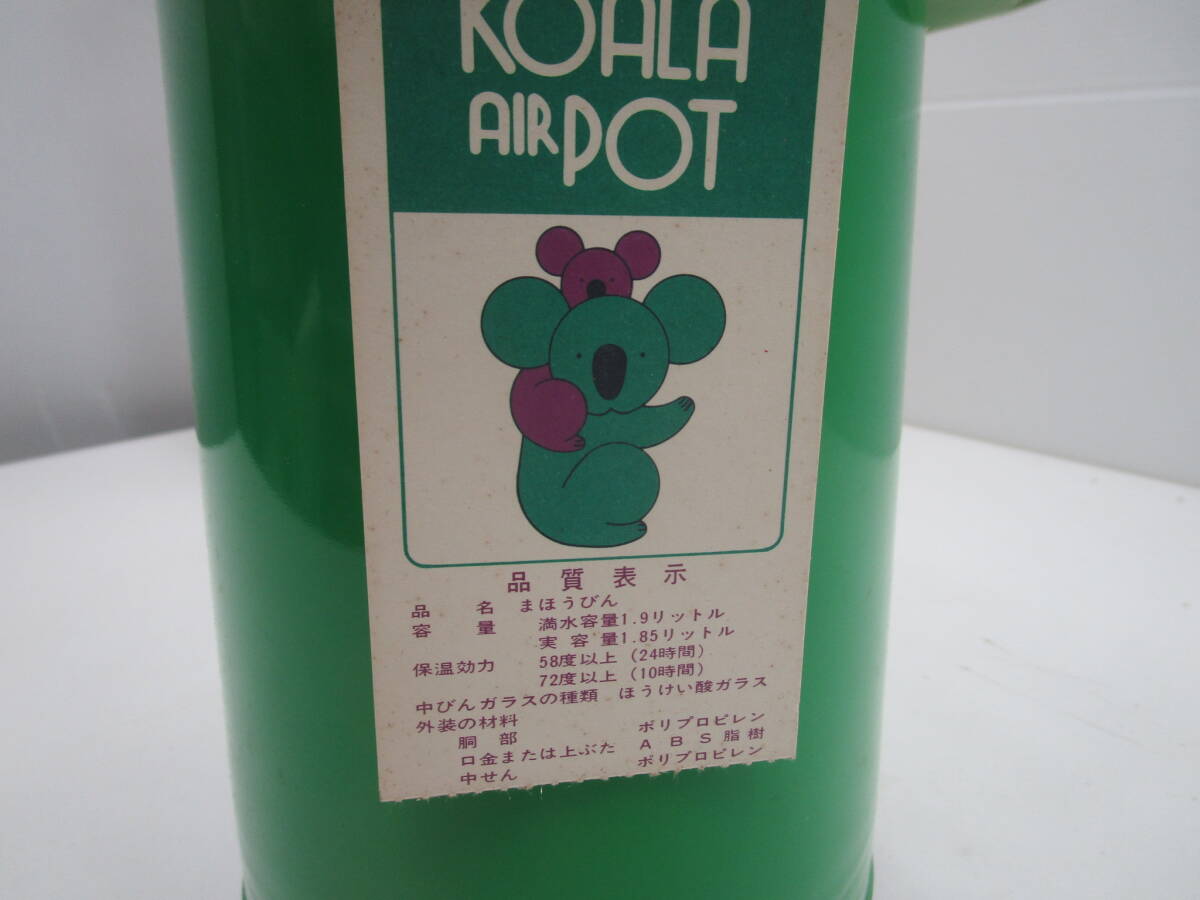 KOALA
AIRPOT
品質表示
品名 まほうびん
容量 満水容量1.9リットル
実容量1.85リットル
保温効力 58度以上 (24時間)
72度以上 (10時間)
中びんガラスの種類 ほうけい酸ガラス
外装の材料
胴部 ポリプロピレン
口金または上ぶた ABS脂樹
中せん ポリプロピレン